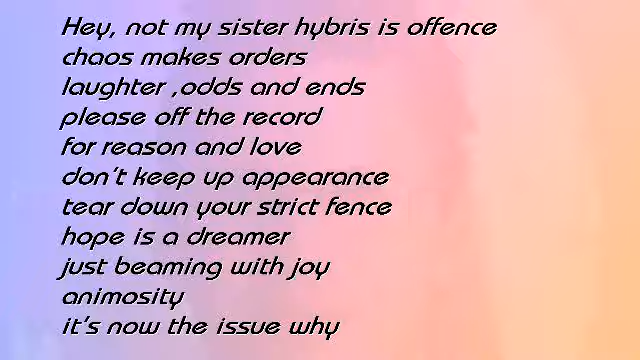 Hey, not my sister hybris is offence
chaos makes orders
laughter ,odds and ends
please off the record
for reason and love
don't keep up appearance
tear down your strict fence
hope is a dreamer
just beaming with joy
animosity
it's now the issue why